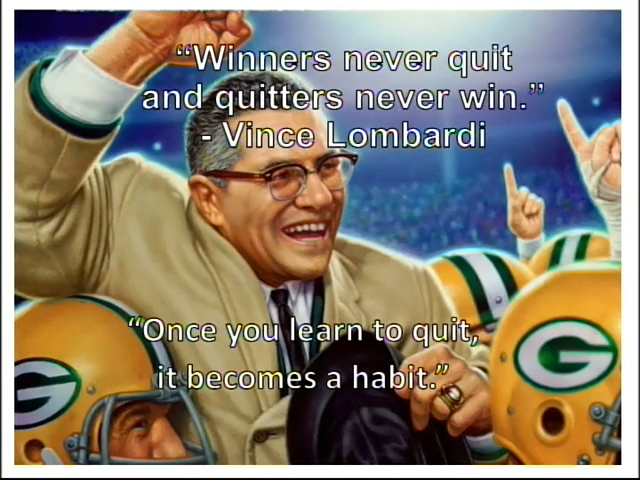 “Winners never quit
and quitters never win.”
- Vince Lombardi
“Once you learn to quit,
it becomes a habit.”
G
G